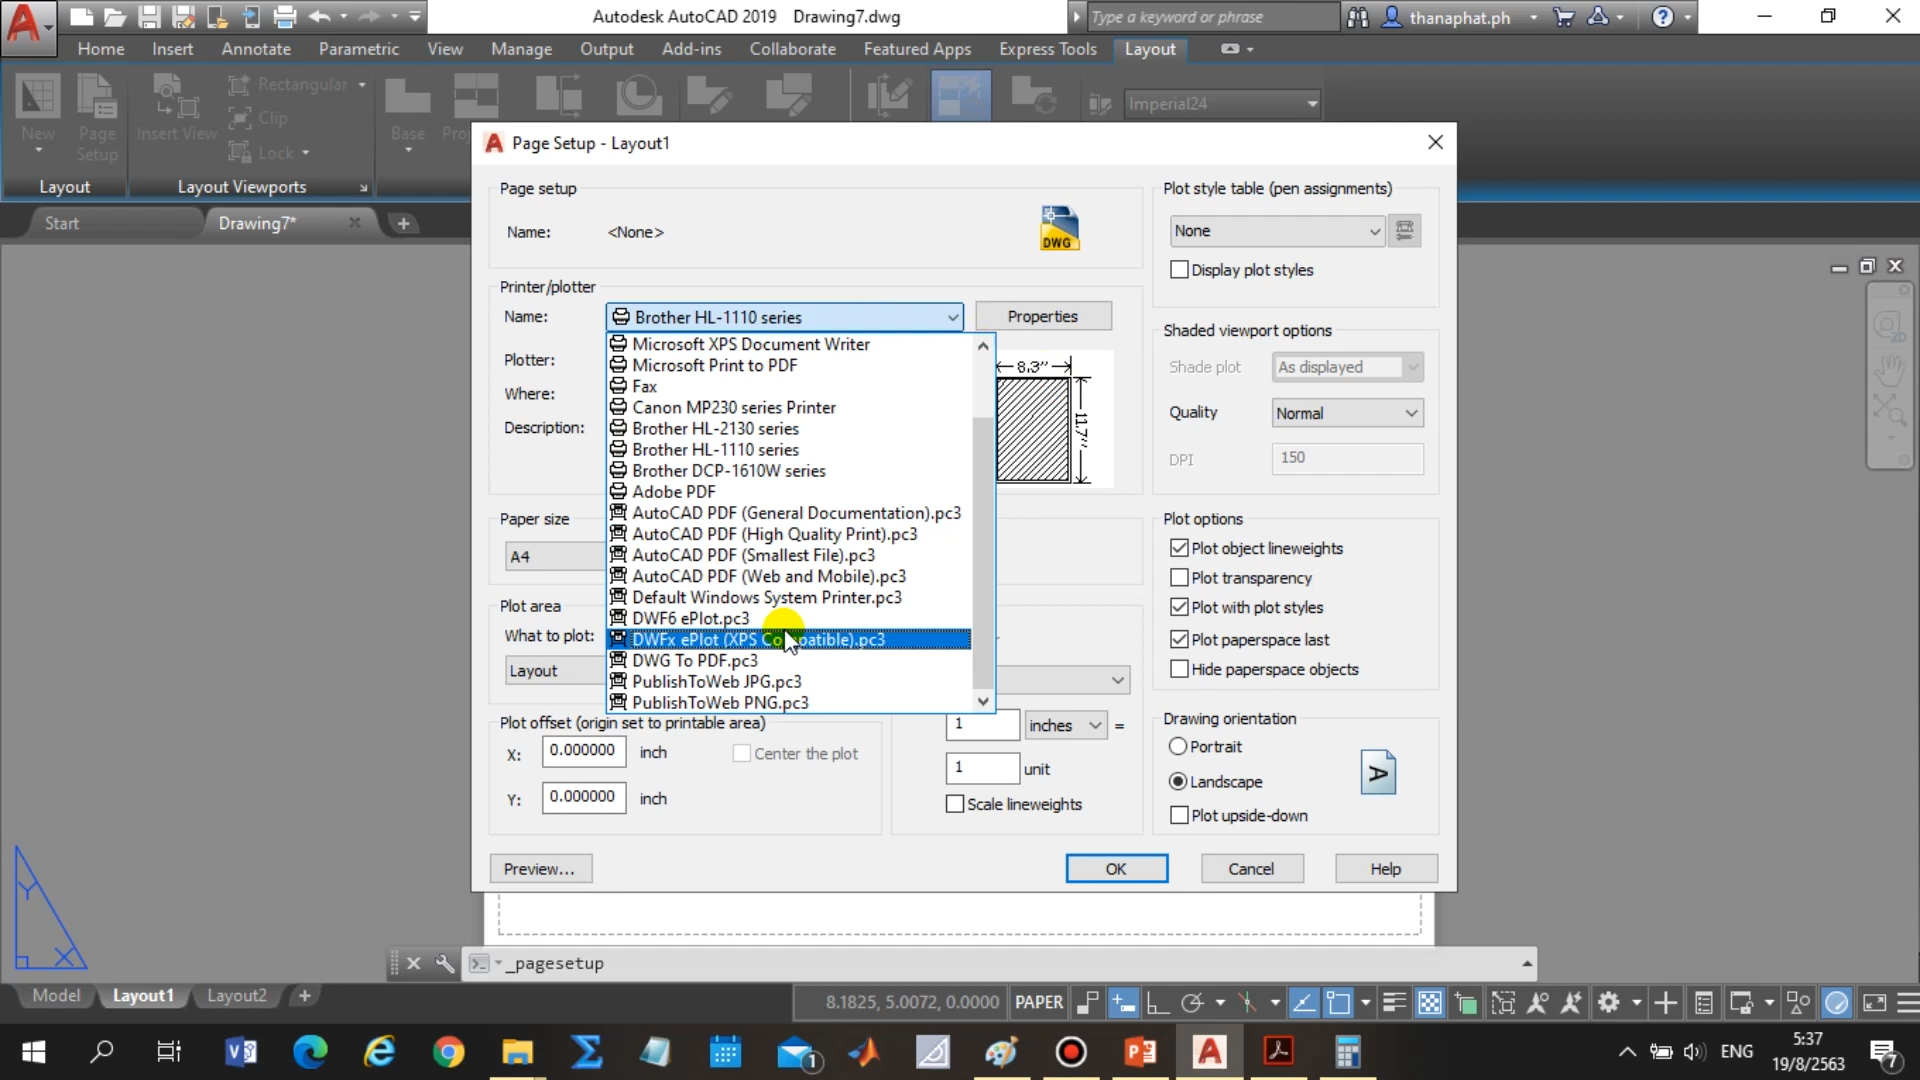 Autodesk AutoCAD 2019 Drawing7.dwg
Type a keyword or phrase
thanaphat.ph
Home Insert Annotate Parametric View Manage Output Add-ins Collaborate Featured Apps Express Tools Layout
New
Page
Setup
Insert View
Rectangular
Clip
Lock
Base
Imperial24
Layout
Layout Viewports
Start
Drawing7*
Page Setup - Layout1
Page setup
Name: <None>
DWG
Printer/plotter
Name: Brother HL-1110 series
Properties
Plotter:
Where:
Description:
Microsoft XPS Document Writer
Microsoft Print to PDF
Fax
Canon MP230 series Printer
Brother HL-2130 series
Brother HL-1110 series
Brother DCP-1610W series
Adobe PDF
AutoCAD PDF (General Documentation).pc3
AutoCAD PDF (High Quality Print).pc3
AutoCAD PDF (Smallest File).pc3
AutoCAD PDF (Web and Mobile).pc3
Default Windows System Printer.pc3
DWF6 ePlot.pc3
DWFx ePlot (XPS Compatible).pc3
DWG To PDF.pc3
PublishToWeb JPG.pc3
PublishToWeb PNG.pc3
8.3″
11.7″
Paper size
A4
Plot area
What to plot:
Layout
Plot offset (origin set to printable area)
X: 0.000000 inch
Center the plot
Y: 0.000000 inch
1 inches =
1 unit
Scale lineweights
Plot style table (pen assignments)
None
Display plot styles
Shaded viewport options
Shade plot As displayed
Quality Normal
DPI 150
Plot options
Plot object lineweights
Plot transparency
Plot with plot styles
Plot paperspace last
Hide paperspace objects
Drawing orientation
Portrait
Landscape
A
Plot upside-down
Preview...
OK
Cancel
Help
Y
X
_pagesetup
Model Layout1 Layout2
8.1825, 5.0072, 0.0000 PAPER
1
ENG
5:37
19/8/2563
7